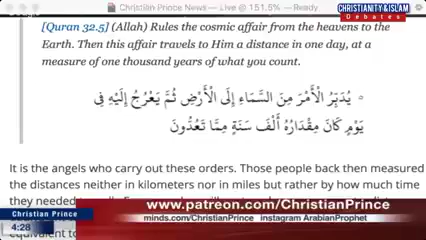 Christian Prince News — Live @ 151.5% — Ready
CHRISTIANITY & ISLAM
Debates
[Quran 32.5] (Allah) Rules the cosmic affair from the heavens to the
Earth. Then this affair travels to Him a distance in one day, at a
measure of one thousand years of what you count.
يُدَبِّرُ الْأَمْرَ مِنَ السَّمَاءِ إِلَى الْأَرْضِ ثُمَّ يَعْرُجُ إِلَيْهِ فِي
يَوْمٍ كَانَ مِقْدَارُهُ أَلْفَ سَنَةٍ مِمَّا تَعُدُّونَ
It is the angels who carry out these orders. Those people back then measured
the distances neither in kilometers nor in miles but rather by how much time
they needed
www.patreon.com/ChristianPrince
Christian Prince
minds.com/ChristianPrince instagram ArabianProphet
4:28
equivalent to